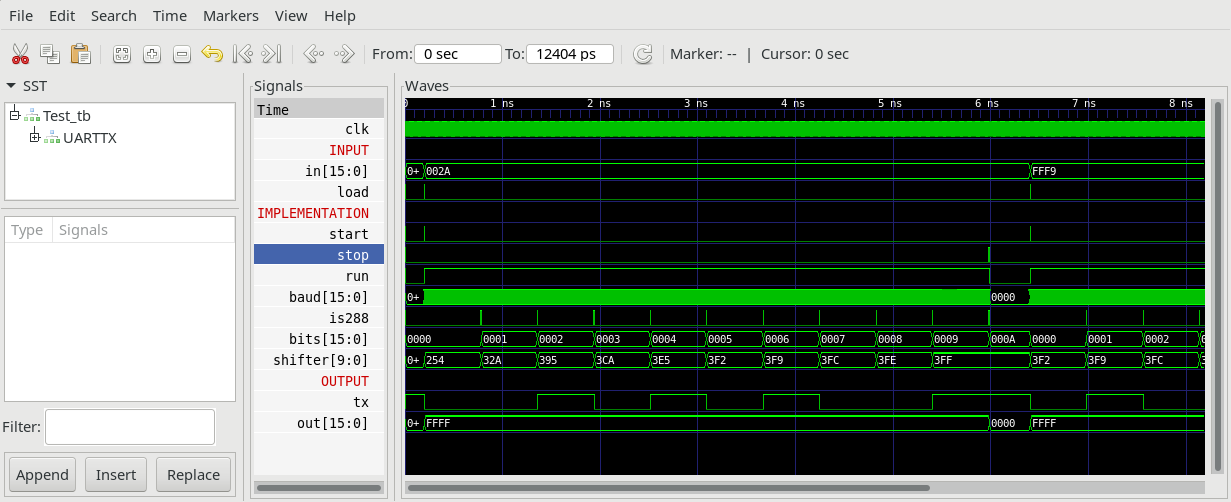 File Edit Search Time Markers View Help
From: 0 sec To: 12404 ps Marker: -- | Cursor: 0 sec
SST
Test_tb
UARTTX
Type Signals
Filter:
Append Insert Replace
Signals
Time
clk
INPUT
in[15:0]
load
IMPLEMENTATION
start
stop
run
baud[15:0]
is288
bits[15:0]
shifter[9:0]
OUTPUT
tx
out[15:0]
Waves
0 1 ns 2 ns 3 ns 4 ns 5 ns 6 ns 7 ns 8 ns
0+ 002A FFF9
0+ 0000
0000 0001 0002 0003 0004 0005 0006 0007 0008 0009 000A 0000 0001 0002
0+ 254 32A 395 3CA 3E5 3F2 3F9 3FC 3FE 3FF 3F2 3F9 3FC
0+ FFFF 0000 FFFF